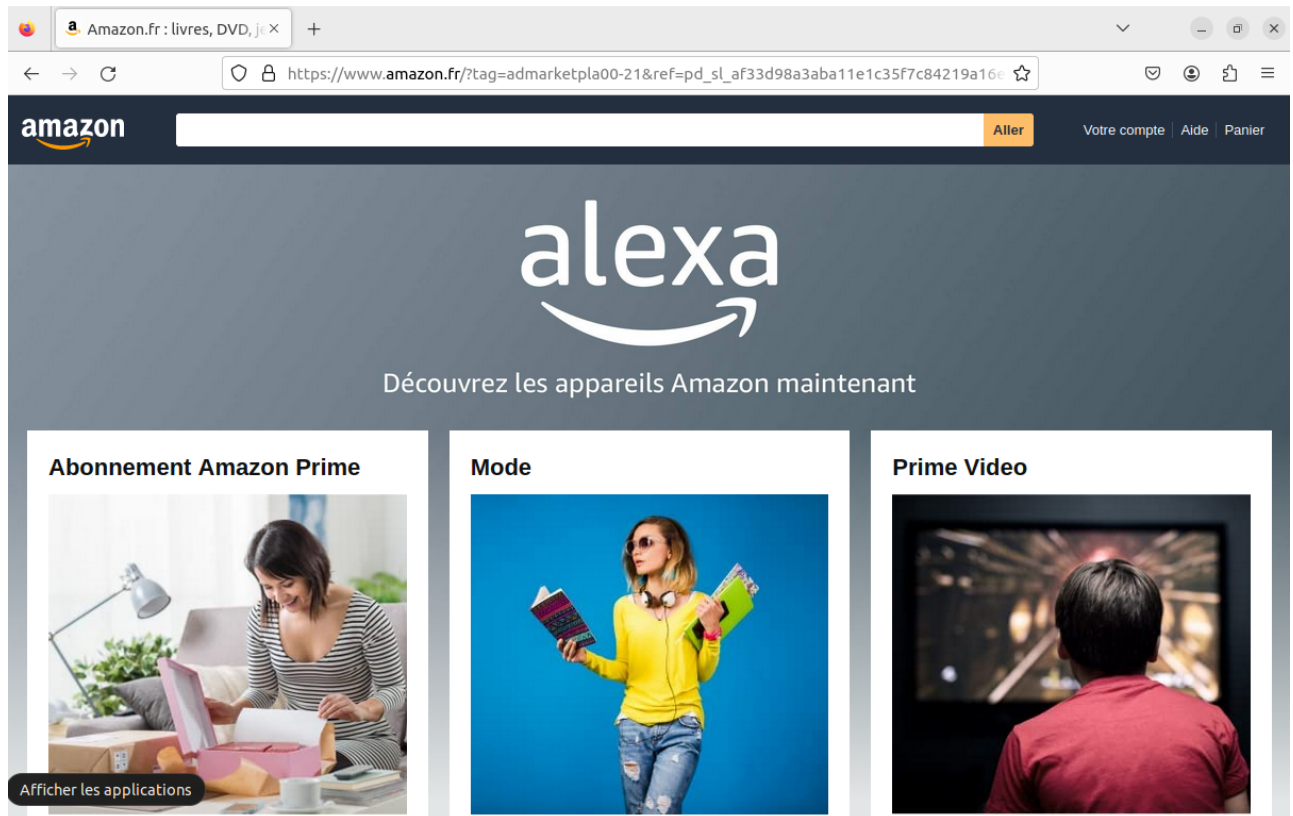 Amazon.fr : livres, DVD, je
https://www.amazon.fr/?tag=admarketpla00-21&ref=pd_sl_af33d98a3aba11e1c35f7c84219a16e
amazon
Aller
Votre compte Aide Panier
alexa
Découvrez les appareils Amazon maintenant
Abonnement Amazon Prime
Mode
Prime Video
Afficher les applications